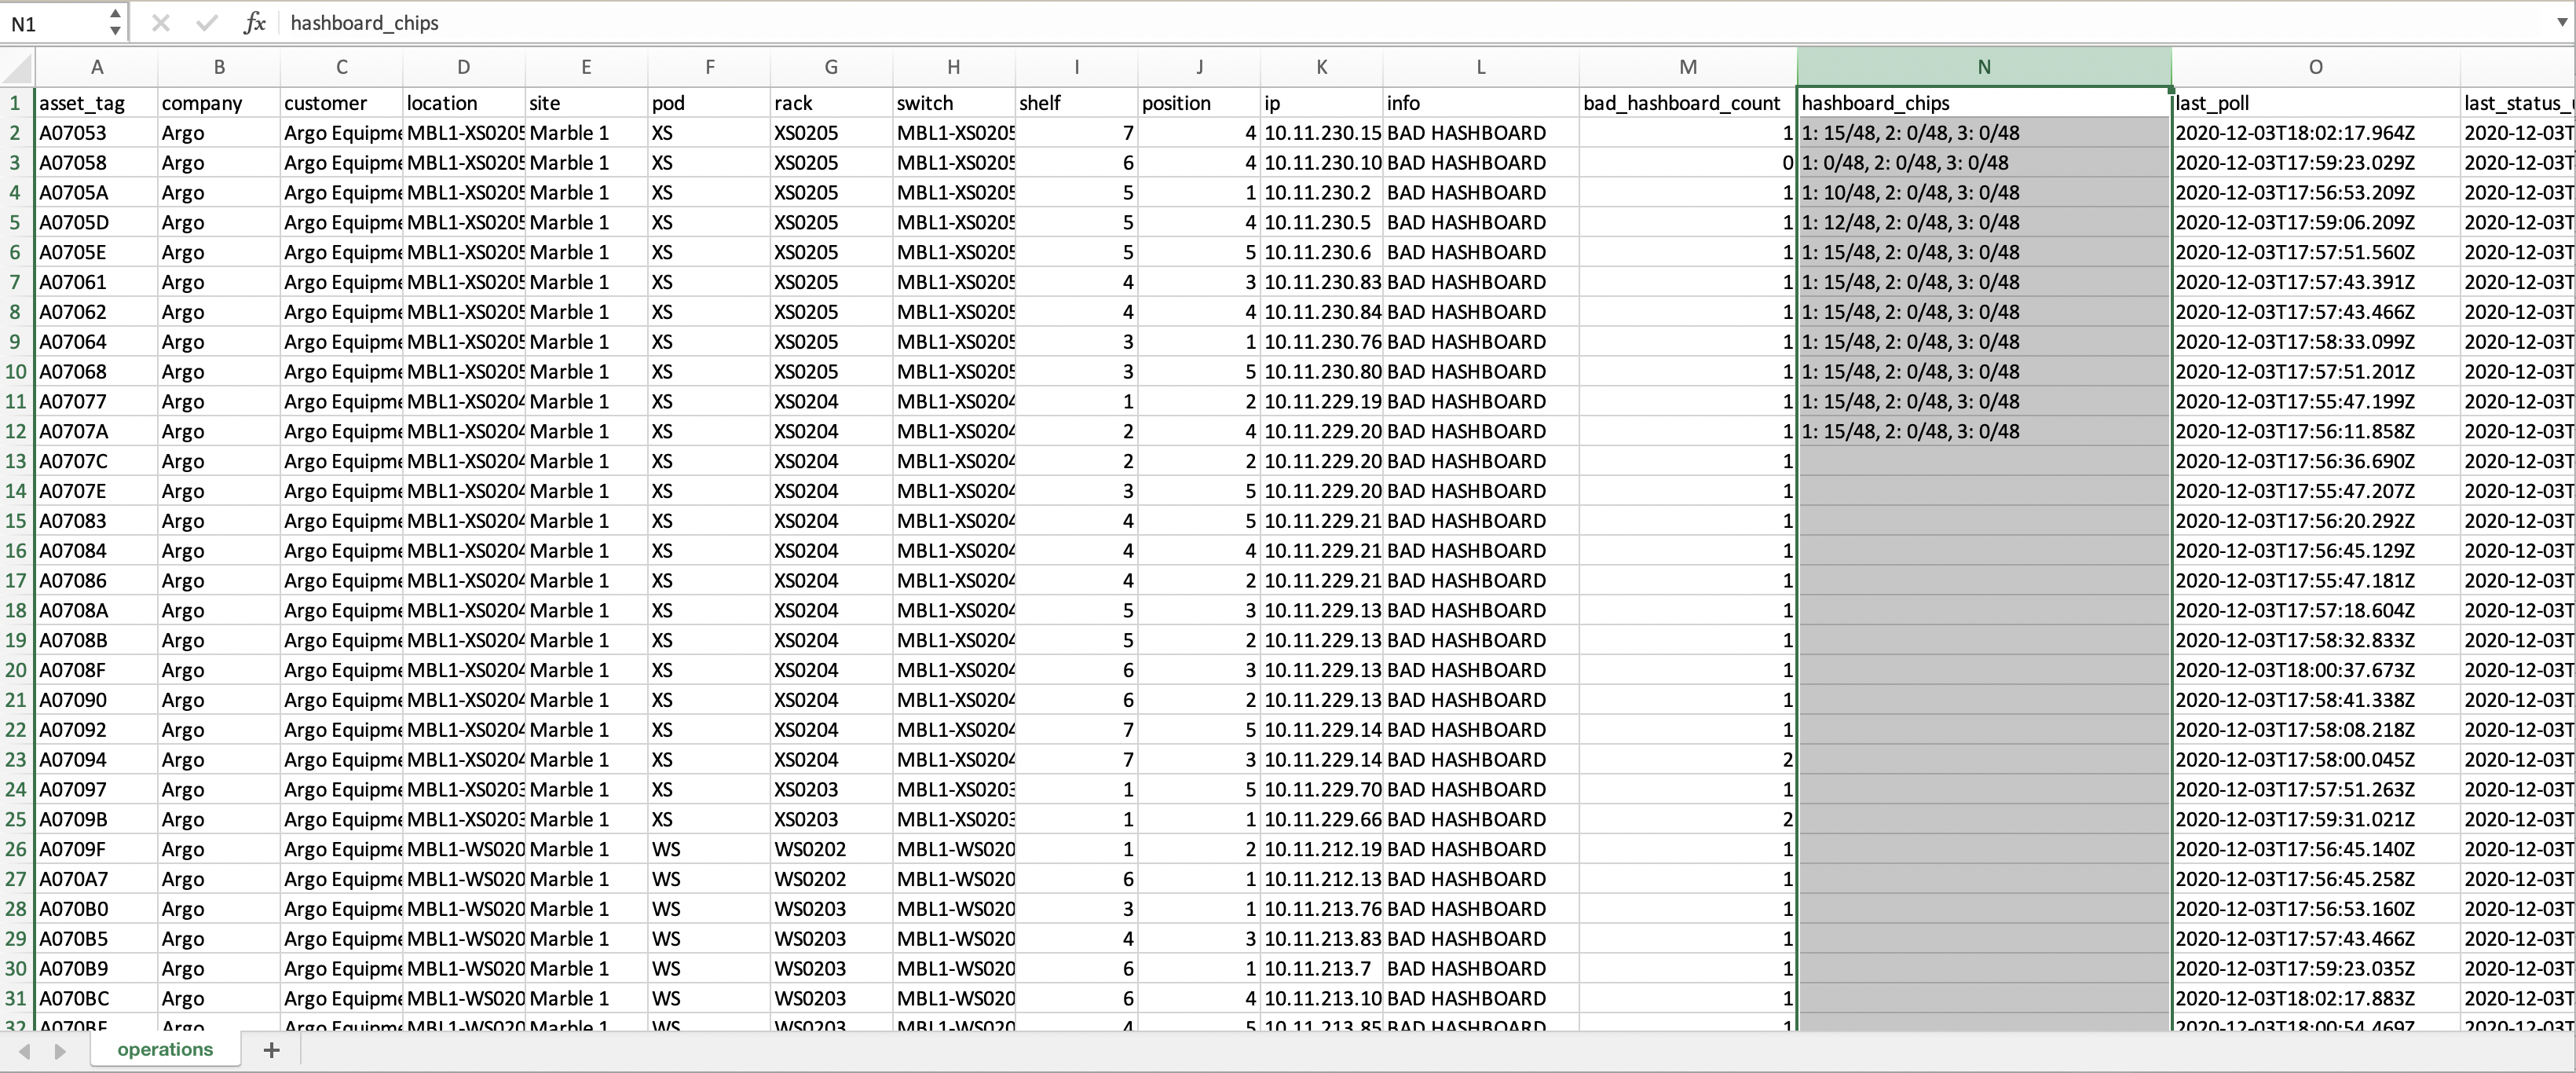 N1 fx hashboard_chips
A B C D E F G H I J K L M N O
1 asset_tag company customer location site pod rack switch shelf position ip info bad_hashboard_count hashboard_chips last_poll last_status_
2 A07053 Argo Argo Equipme MBL1-XS0205 Marble 1 XS XS0205 MBL1-XS0205 7 4 10.11.230.15 BAD HASHBOARD 1 1: 15/48, 2: 0/48, 3: 0/48 2020-12-03T18:02:17.964Z 2020-12-03T
3 A07058 Argo Argo Equipme MBL1-XS0205 Marble 1 XS XS0205 MBL1-XS0205 6 4 10.11.230.10 BAD HASHBOARD 0 1: 0/48, 2: 0/48, 3: 0/48 2020-12-03T17:59:23.029Z 2020-12-03T
4 A0705A Argo Argo Equipme MBL1-XS0205 Marble 1 XS XS0205 MBL1-XS0205 5 1 10.11.230.2 BAD HASHBOARD 1 1: 10/48, 2: 0/48, 3: 0/48 2020-12-03T17:56:53.209Z 2020-12-03T
5 A0705D Argo Argo Equipme MBL1-XS0205 Marble 1 XS XS0205 MBL1-XS0205 5 4 10.11.230.5 BAD HASHBOARD 1 1: 12/48, 2: 0/48, 3: 0/48 2020-12-03T17:59:06.209Z 2020-12-03T
6 A0705E Argo Argo Equipme MBL1-XS0205 Marble 1 XS XS0205 MBL1-XS0205 5 5 10.11.230.6 BAD HASHBOARD 1 1: 15/48, 2: 0/48, 3: 0/48 2020-12-03T17:57:51.560Z 2020-12-03T
7 A07061 Argo Argo Equipme MBL1-XS0205 Marble 1 XS XS0205 MBL1-XS0205 4 3 10.11.230.83 BAD HASHBOARD 1 1: 15/48, 2: 0/48, 3: 0/48 2020-12-03T17:57:43.391Z 2020-12-03T
8 A07062 Argo Argo Equipme MBL1-XS0205 Marble 1 XS XS0205 MBL1-XS0205 4 4 10.11.230.84 BAD HASHBOARD 1 1: 15/48, 2: 0/48, 3: 0/48 2020-12-03T17:57:43.466Z 2020-12-03T
9 A07064 Argo Argo Equipme MBL1-XS0205 Marble 1 XS XS0205 MBL1-XS0205 3 1 10.11.230.76 BAD HASHBOARD 1 1: 15/48, 2: 0/48, 3: 0/48 2020-12-03T17:58:33.099Z 2020-12-03T
10 A07068 Argo Argo Equipme MBL1-XS0205 Marble 1 XS XS0205 MBL1-XS0205 3 5 10.11.230.80 BAD HASHBOARD 1 1: 15/48, 2: 0/48, 3: 0/48 2020-12-03T17:57:51.201Z 2020-12-03T
11 A07077 Argo Argo Equipme MBL1-XS0204 Marble 1 XS XS0204 MBL1-XS0204 1 2 10.11.229.19 BAD HASHBOARD 1 1: 15/48, 2: 0/48, 3: 0/48 2020-12-03T17:55:47.199Z 2020-12-03T
12 A0707A Argo Argo Equipme MBL1-XS0204 Marble 1 XS XS0204 MBL1-XS0204 2 4 10.11.229.20 BAD HASHBOARD 1 1: 15/48, 2: 0/48, 3: 0/48 2020-12-03T17:56:11.858Z 2020-12-03T
13 A0707C Argo Argo Equipme MBL1-XS0204 Marble 1 XS XS0204 MBL1-XS0204 2 2 10.11.229.20 BAD HASHBOARD 1 2020-12-03T17:56:36.690Z 2020-12-03T
14 A0707E Argo Argo Equipme MBL1-XS0204 Marble 1 XS XS0204 MBL1-XS0204 3 5 10.11.229.20 BAD HASHBOARD 1 2020-12-03T17:55:47.207Z 2020-12-03T
15 A07083 Argo Argo Equipme MBL1-XS0204 Marble 1 XS XS0204 MBL1-XS0204 4 5 10.11.229.21 BAD HASHBOARD 1 2020-12-03T17:56:20.292Z 2020-12-03T
16 A07084 Argo Argo Equipme MBL1-XS0204 Marble 1 XS XS0204 MBL1-XS0204 4 4 10.11.229.21 BAD HASHBOARD 1 2020-12-03T17:56:45.129Z 2020-12-03T
17 A07086 Argo Argo Equipme MBL1-XS0204 Marble 1 XS XS0204 MBL1-XS0204 4 2 10.11.229.21 BAD HASHBOARD 1 2020-12-03T17:55:47.181Z 2020-12-03T
18 A0708A Argo Argo Equipme MBL1-XS0204 Marble 1 XS XS0204 MBL1-XS0204 5 3 10.11.229.13 BAD HASHBOARD 1 2020-12-03T17:57:18.604Z 2020-12-03T
19 A0708B Argo Argo Equipme MBL1-XS0204 Marble 1 XS XS0204 MBL1-XS0204 5 2 10.11.229.13 BAD HASHBOARD 1 2020-12-03T17:58:32.833Z 2020-12-03T
20 A0708F Argo Argo Equipme MBL1-XS0204 Marble 1 XS XS0204 MBL1-XS0204 6 3 10.11.229.13 BAD HASHBOARD 1 2020-12-03T18:00:37.673Z 2020-12-03T
21 A07090 Argo Argo Equipme MBL1-XS0204 Marble 1 XS XS0204 MBL1-XS0204 6 2 10.11.229.13 BAD HASHBOARD 1 2020-12-03T17:58:41.338Z 2020-12-03T
22 A07092 Argo Argo Equipme MBL1-XS0204 Marble 1 XS XS0204 MBL1-XS0204 7 5 10.11.229.14 BAD HASHBOARD 1 2020-12-03T17:58:08.218Z 2020-12-03T
23 A07094 Argo Argo Equipme MBL1-XS0204 Marble 1 XS XS0204 MBL1-XS0204 7 3 10.11.229.14 BAD HASHBOARD 2 2020-12-03T17:58:00.045Z 2020-12-03T
24 A07097 Argo Argo Equipme MBL1-XS0203 Marble 1 XS XS0203 MBL1-XS0203 1 5 10.11.229.70 BAD HASHBOARD 1 2020-12-03T17:57:51.263Z 2020-12-03T
25 A0709B Argo Argo Equipme MBL1-XS0203 Marble 1 XS XS0203 MBL1-XS0203 1 1 10.11.229.66 BAD HASHBOARD 2 2020-12-03T17:59:31.021Z 2020-12-03T
26 A0709F Argo Argo Equipme MBL1-WS020 Marble 1 WS WS0202 MBL1-WS020 1 2 10.11.212.19 BAD HASHBOARD 1 2020-12-03T17:56:45.140Z 2020-12-03T
27 A070A7 Argo Argo Equipme MBL1-WS020 Marble 1 WS WS0202 MBL1-WS020 6 1 10.11.212.13 BAD HASHBOARD 1 2020-12-03T17:56:45.258Z 2020-12-03T
28 A070B0 Argo Argo Equipme MBL1-WS020 Marble 1 WS WS0203 MBL1-WS020 3 1 10.11.213.76 BAD HASHBOARD 1 2020-12-03T17:56:53.160Z 2020-12-03T
29 A070B5 Argo Argo Equipme MBL1-WS020 Marble 1 WS WS0203 MBL1-WS020 4 3 10.11.213.83 BAD HASHBOARD 1 2020-12-03T17:57:43.466Z 2020-12-03T
30 A070B9 Argo Argo Equipme MBL1-WS020 Marble 1 WS WS0203 MBL1-WS020 6 1 10.11.213.7 BAD HASHBOARD 1 2020-12-03T17:59:23.035Z 2020-12-03T
31 A070BC Argo Argo Equipme MBL1-WS020 Marble 1 WS WS0203 MBL1-WS020 6 4 10.11.213.10 BAD HASHBOARD 1 2020-12-03T18:02:17.883Z 2020-12-03T
32 Argo Argo Equipme MBL1-WS020 Marble 1 WS WS0203 MBL1-WS020 4 5 10.11.213.85 BAD HASHBOARD 1 2020-12-03T18:00:54.469Z 2020-12-03T
operations +